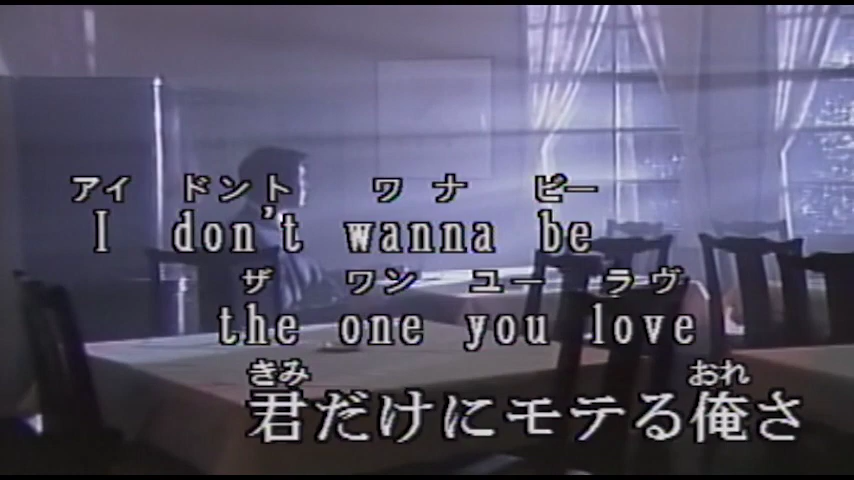 アイ ドント ワナ ビー
I don't wanna be
ザ ワン ユー ラヴ
the one you love
きみ おれ
君だけにモテる俺さ